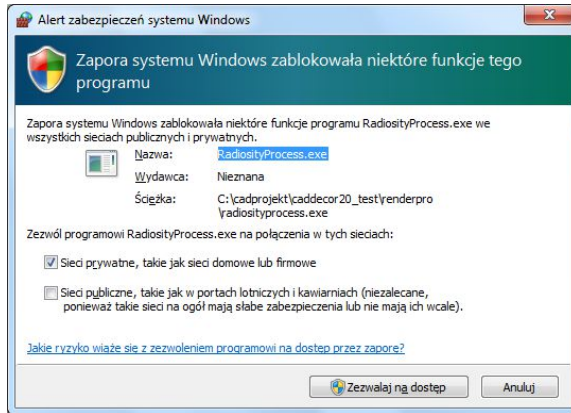 Alert zabezpieczeń systemu Windows
Zapora systemu Windows zablokowała niektóre funkcje tego
programu
Zapora systemu Windows zablokowała niektóre funkcje programu RadiosityProcess.exe we
wszystkich sieciach publicznych i prywatnych.
Nazwa: RadiosityProcess.exe
Wydawca: Nieznana
Ścieżka: C:\cadprojekt\caddecor20_test\renderpro
\radiosityprocess.exe
Zezwól programowi RadiosityProcess.exe na połączenia w tych sieciach:
Sieci prywatne, takie jak sieci domowe lub firmowe
Sieci publiczne, takie jak w portach lotniczych i kawiarniach (niezalecane,
ponieważ takie sieci na ogół mają słabe zabezpieczenia lub nie mają ich wcale).
Jakie ryzyko wiąże się z zezwoleniem programowi na dostęp przez zaporę?
Zezwalaj na dostęp Anuluj